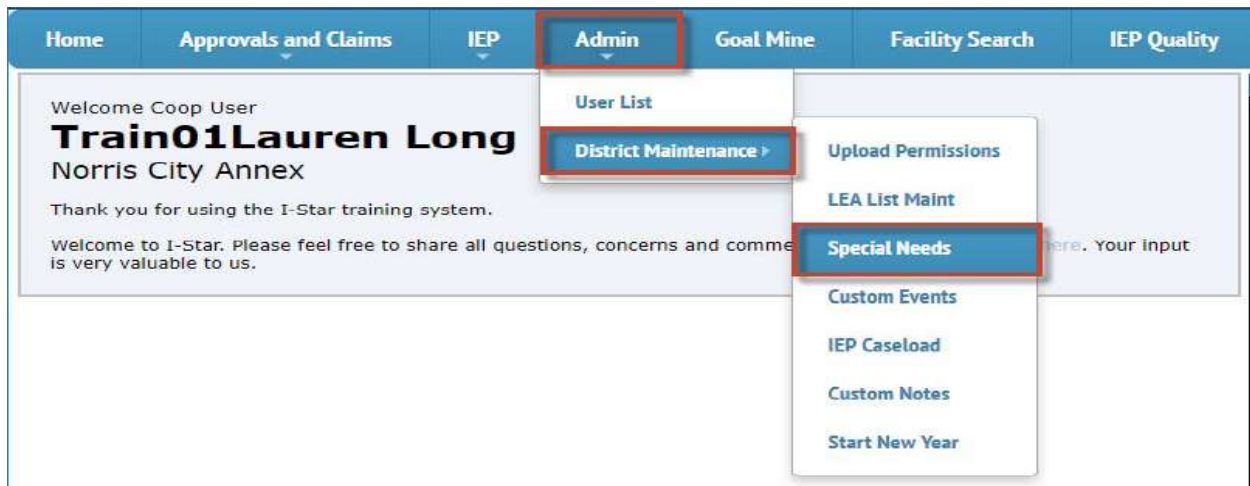 Home Approvals and Claims IEP Admin Goal Mine Facility Search IEP Quality
Welcome Coop User
Train01Lauren Long
Norris City Annex
Thank you for using the I-Star training system.
Welcome to I-Star. Please feel free to share all questions, concerns and comme here. Your input
is very valuable to us.
User List
District Maintenance
Upload Permissions
LEA List Maint
Special Needs
Custom Events
IEP Caseload
Custom Notes
Start New Year